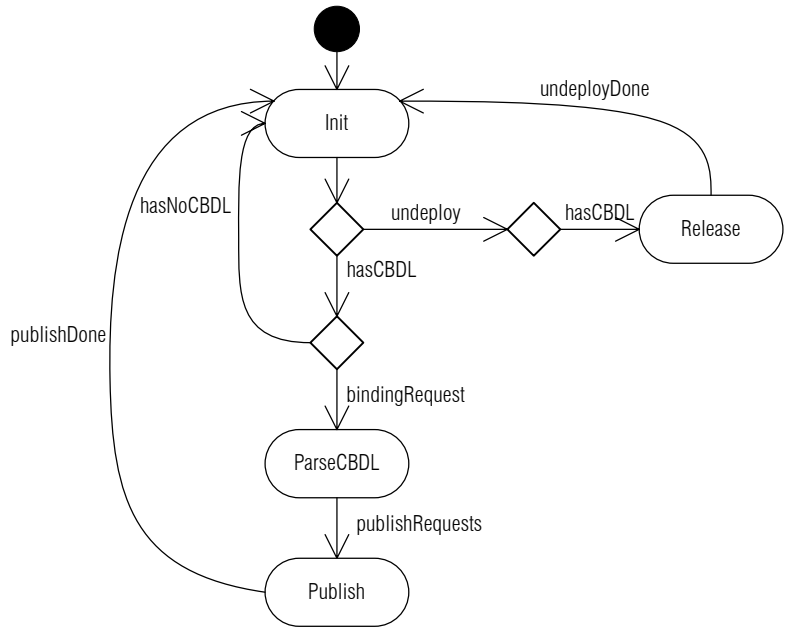 undeployDone
Init
hasNoCBDL
undeploy
hasCBDL
Release
hasCBDL
publishDone
bindingRequest
ParseCBDL
publishRequests
Publish